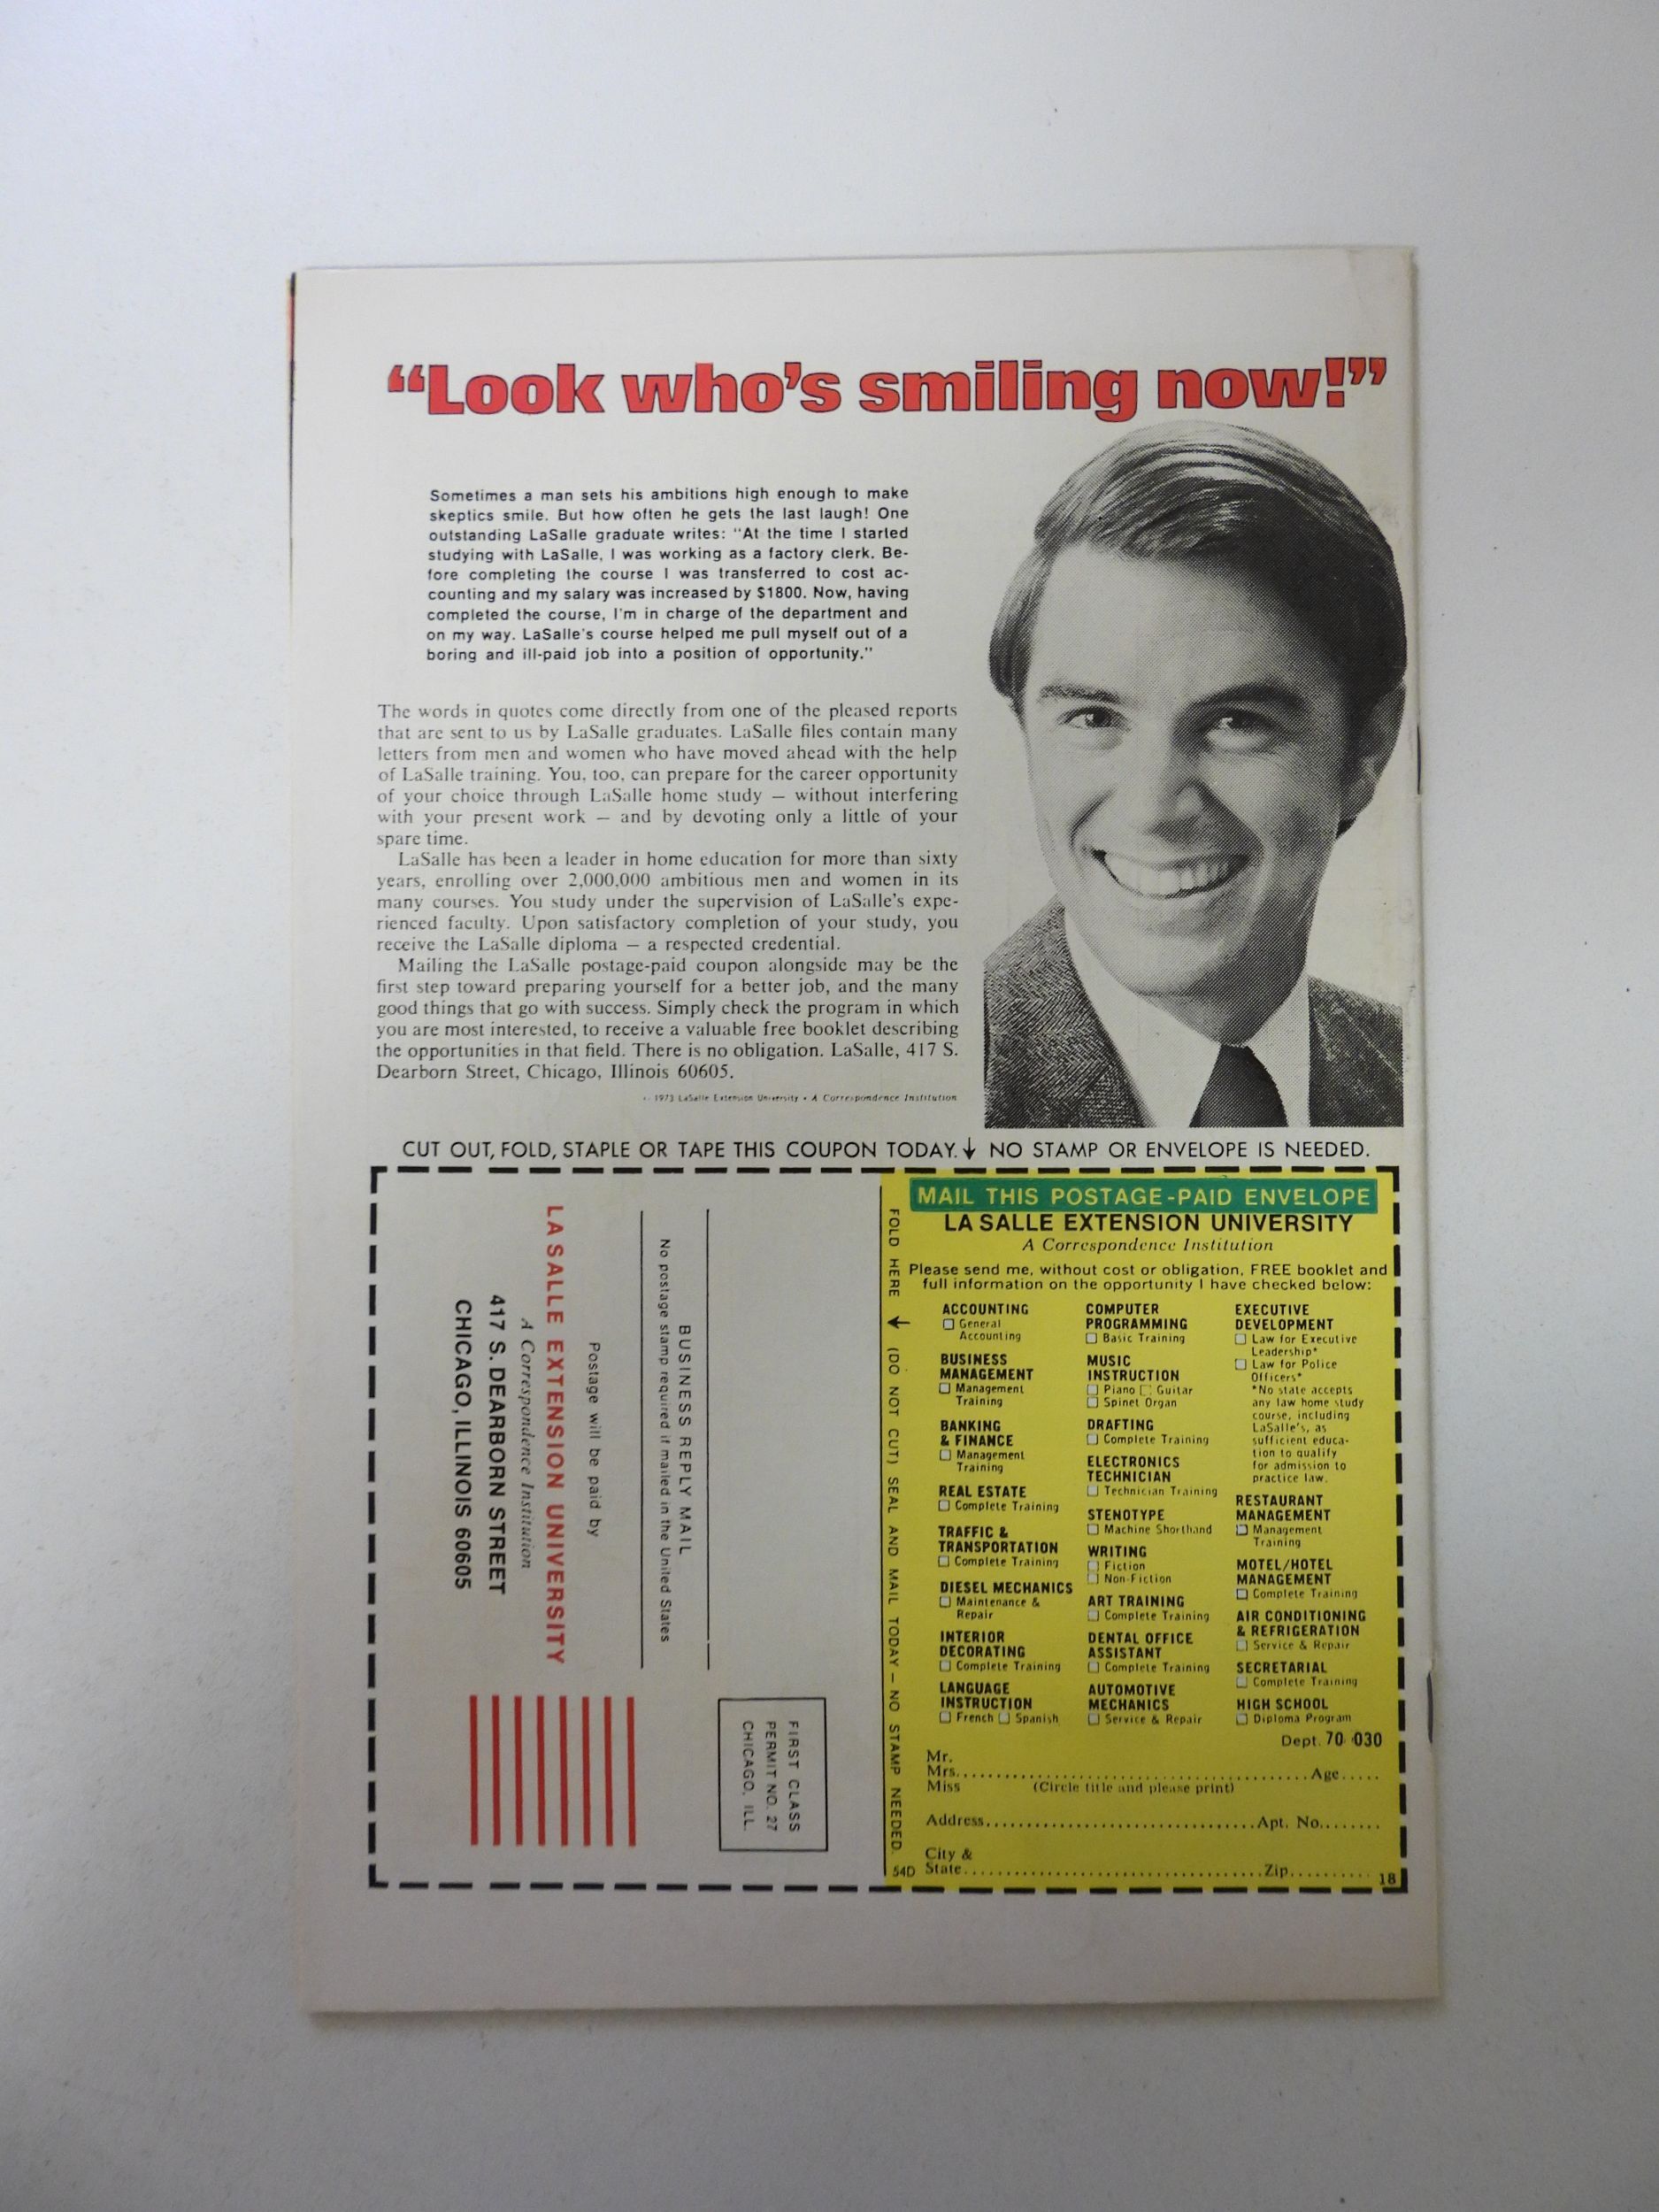 “Look who’s smiling now!”
Sometimes a man sets his ambitions high enough to make
skeptics smile. But how often he gets the last laugh! One
outstanding LaSalle graduate writes: “At the time I started
studying with LaSalle, I was working as a factory clerk. Be-
fore completing the course I was transferred to cost ac-
counting and my salary was increased by $1800. Now, having
completed the course, I’m in charge of the department and
on my way. LaSalle’s course helped me pull myself out of a
boring and ill-paid job into a position of opportunity.”
The words in quotes come directly from one of the pleased reports
that are sent to us by LaSalle graduates. LaSalle files contain many
letters from men and women who have moved ahead with the help
of LaSalle training. You, too, can prepare for the career opportunity
of your choice through LaSalle home study — without interfering
with your present work — and by devoting only a little of your
spare time.
LaSalle has been a leader in home education for more than sixty
years, enrolling over 2,000,000 ambitious men and women in its
many courses. You study under the supervision of LaSalle’s expe-
rienced faculty. Upon satisfactory completion of your study, you
receive the LaSalle diploma — a respected credential.
Mailing the LaSalle postage-paid coupon alongside may be the
first step toward preparing yourself for a better job, and the many
good things that go with success. Simply check the program in which
you are most interested, to receive a valuable free booklet describing
the opportunities in that field. There is no obligation. LaSalle, 417 S.
Dearborn Street, Chicago, Illinois 60605.
1973 LaSalle Extension University • A Correspondence Institution
CUT OUT, FOLD, STAPLE OR TAPE THIS COUPON TODAY. ↓ NO STAMP OR ENVELOPE IS NEEDED.
FIRST CLASS
PERMIT NO. 27
CHICAGO, ILL.
BUSINESS REPLY MAIL
No postage stamp required if mailed in the United States
Postage will be paid by
LA SALLE EXTENSION UNIVERSITY
A Correspondence Institution
417 S. DEARBORN STREET
CHICAGO, ILLINOIS 60605
FOLD HERE ↓ (DO NOT CUT) SEAL AND MAIL TODAY — NO STAMP NEEDED.
54D
MAIL THIS POSTAGE-PAID ENVELOPE
LA SALLE EXTENSION UNIVERSITY
A Correspondence Institution
Please send me, without cost or obligation, FREE booklet and
full information on the opportunity I have checked below:
ACCOUNTING
☐ General
Accounting
BUSINESS
MANAGEMENT
☐ Management
Training
BANKING
& FINANCE
☐ Management
Training
REAL ESTATE
☐ Complete Training
TRAFFIC &
TRANSPORTATION
☐ Complete Training
DIESEL MECHANICS
☐ Maintenance &
Repair
INTERIOR
DECORATING
☐ Complete Training
LANGUAGE
INSTRUCTION
☐ French ☐ Spanish
COMPUTER
PROGRAMMING
☐ Basic Training
MUSIC
INSTRUCTION
☐ Piano ☐ Guitar
☐ Spinet Organ
DRAFTING
☐ Complete Training
ELECTRONICS
TECHNICIAN
☐ Technician Training
STENOTYPE
☐ Machine Shorthand
WRITING
☐ Fiction
☐ Non-Fiction
ART TRAINING
☐ Complete Training
DENTAL OFFICE
ASSISTANT
☐ Complete Training
AUTOMOTIVE
MECHANICS
☐ Service & Repair
EXECUTIVE
DEVELOPMENT
☐ Law for Executive
Leadership*
☐ Law for Police
Officers*
*No state accepts
any law home study
course, including
LaSalle’s, as
sufficient educa-
tion to qualify
for admission to
practice law.
RESTAURANT
MANAGEMENT
☐ Management
Training
MOTEL/HOTEL
MANAGEMENT
☐ Complete Training
AIR CONDITIONING
& REFRIGERATION
☐ Service & Repair
SECRETARIAL
☐ Complete Training
HIGH SCHOOL
☐ Diploma Program
Dept. 70 030
Mr.
Mrs. Age
Miss (Circle title and please print)
Address Apt. No.
City &
State Zip
18